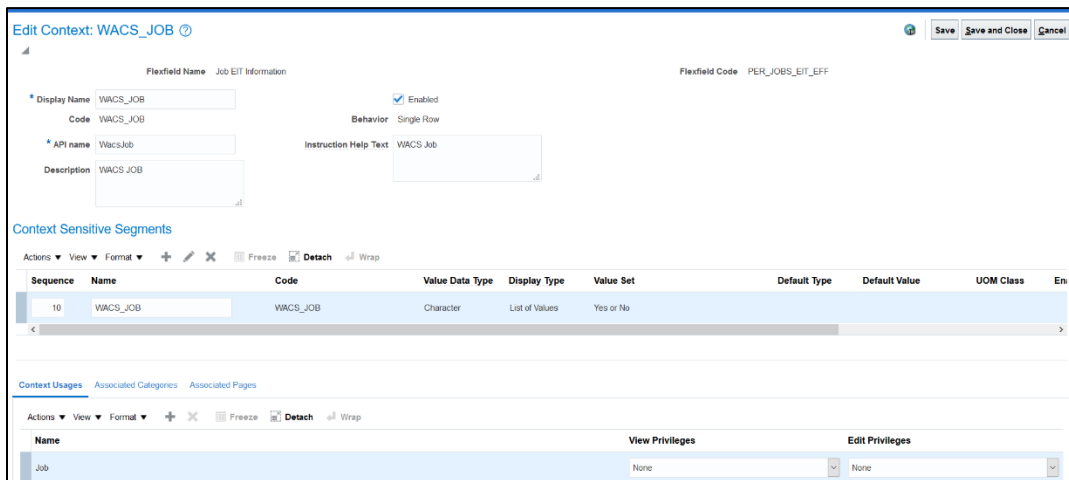 Edit Context: WACS_JOB
Save Save and Close Cancel
Flexfield Name Job EIT Information Flexfield Code PER_JOBS_EIT_EFF
* Display Name WACS_JOB Enabled
Code WACS_JOB Behavior Single Row
* API name WacsJob Instruction Help Text WACS Job
Description WACS JOB
Context Sensitive Segments
Actions View Format Freeze Detach Wrap
Sequence Name Code Value Data Type Display Type Value Set Default Type Default Value UOM Class En
10 WACS_JOB WACS_JOB Character List of Values Yes or No
Context Usages Associated Categories Associated Pages
Actions View Format Freeze Detach Wrap
Name View Privileges Edit Privileges
Job None None